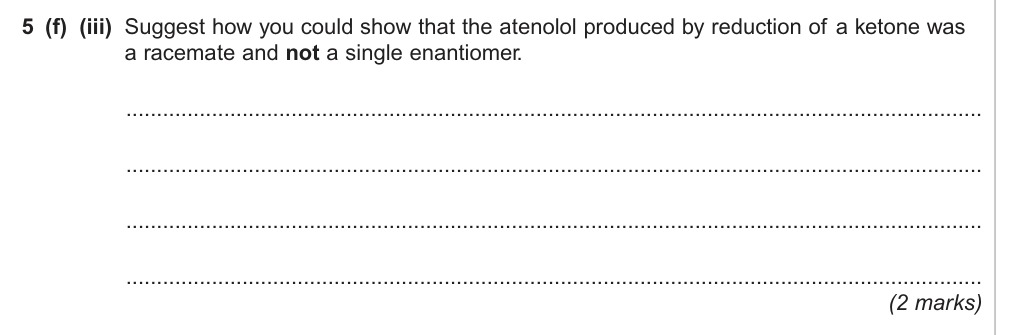 5 (f) (iii) Suggest how you could show that the atenolol produced by reduction of a ketone was
a racemate and not a single enantiomer.
(2 marks)